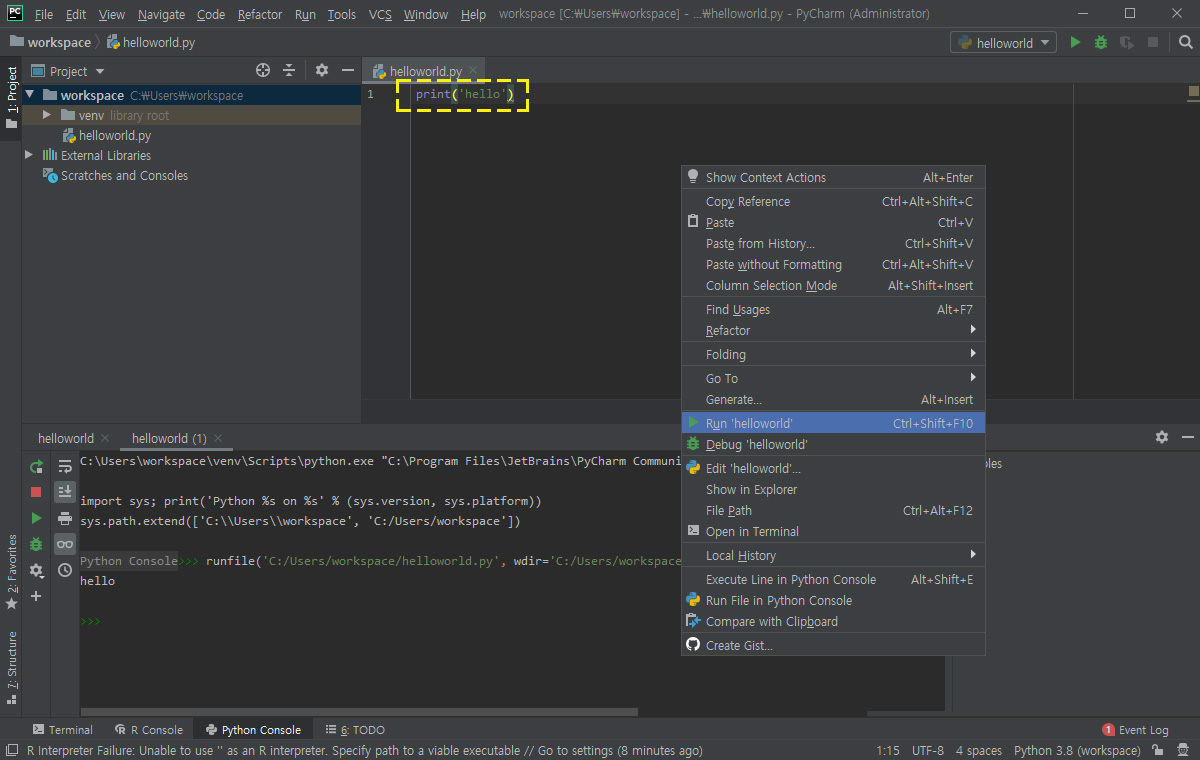 PC File Edit View Navigate Code Refactor Run Tools VCS Window Help workspace [C:₩Users₩workspace] - ...₩helloworld.py - PyCharm (Administrator)
workspace helloworld.py helloworld
1: Project
Project
helloworld.py
workspace C:₩Users₩workspace
venv library root
helloworld.py
External Libraries
Scratches and Consoles
1 print('hello')
Show Context Actions Alt+Enter
Copy Reference Ctrl+Alt+Shift+C
Paste Ctrl+V
Paste from History... Ctrl+Shift+V
Paste without Formatting Ctrl+Alt+Shift+V
Column Selection Mode Alt+Shift+Insert
Find Usages Alt+F7
Refactor
Folding
Go To
Generate... Alt+Insert
Run 'helloworld' Ctrl+Shift+F10
Debug 'helloworld'
Edit 'helloworld'...
Show in Explorer
File Path Ctrl+Alt+F12
Open in Terminal
Local History
Execute Line in Python Console Alt+Shift+E
Run File in Python Console
Compare with Clipboard
Create Gist...
helloworld helloworld (1)
C:\Users\workspace\venv\Scripts\python.exe "C:\Program Files\JetBrains\PyCharm Communi
import sys; print('Python %s on %s' % (sys.version, sys.platform))
sys.path.extend(['C:\\Users\\workspace', 'C:/Users/workspace'])
Python Console>>> runfile('C:/Users/workspace/helloworld.py', wdir='C:/Users/workspace
hello
>>>
2: Favorites
7: Structure
Terminal R Console Python Console 6: TODO 1 Event Log
R Interpreter Failure: Unable to use '' as an R interpreter. Specify path to a viable executable // Go to settings (8 minutes ago) 1:15 UTF-8 4 spaces Python 3.8 (workspace)